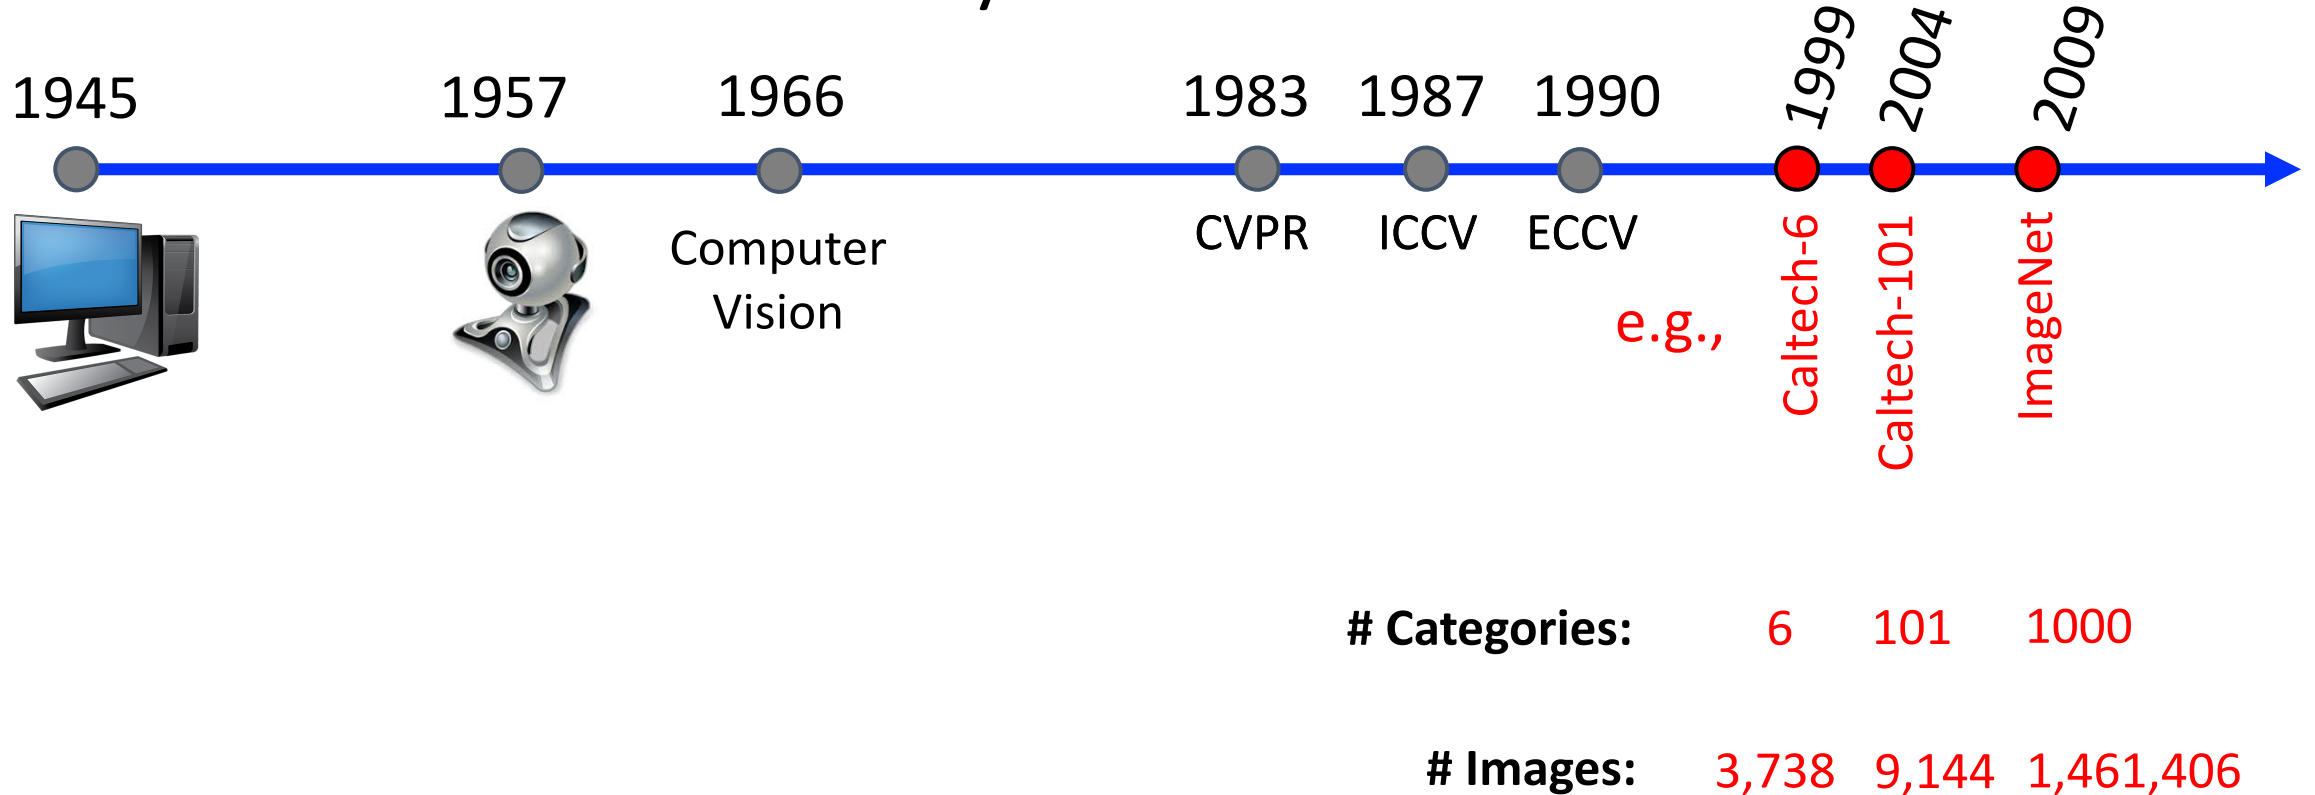 1945 1957 1966 1983 1987 1990 1999 2004 2009
Computer
Vision
CVPR ICCV ECCV
e.g., Caltech-6 Caltech-101 ImageNet
# Categories: 6 101 1000
# Images: 3,738 9,144 1,461,406